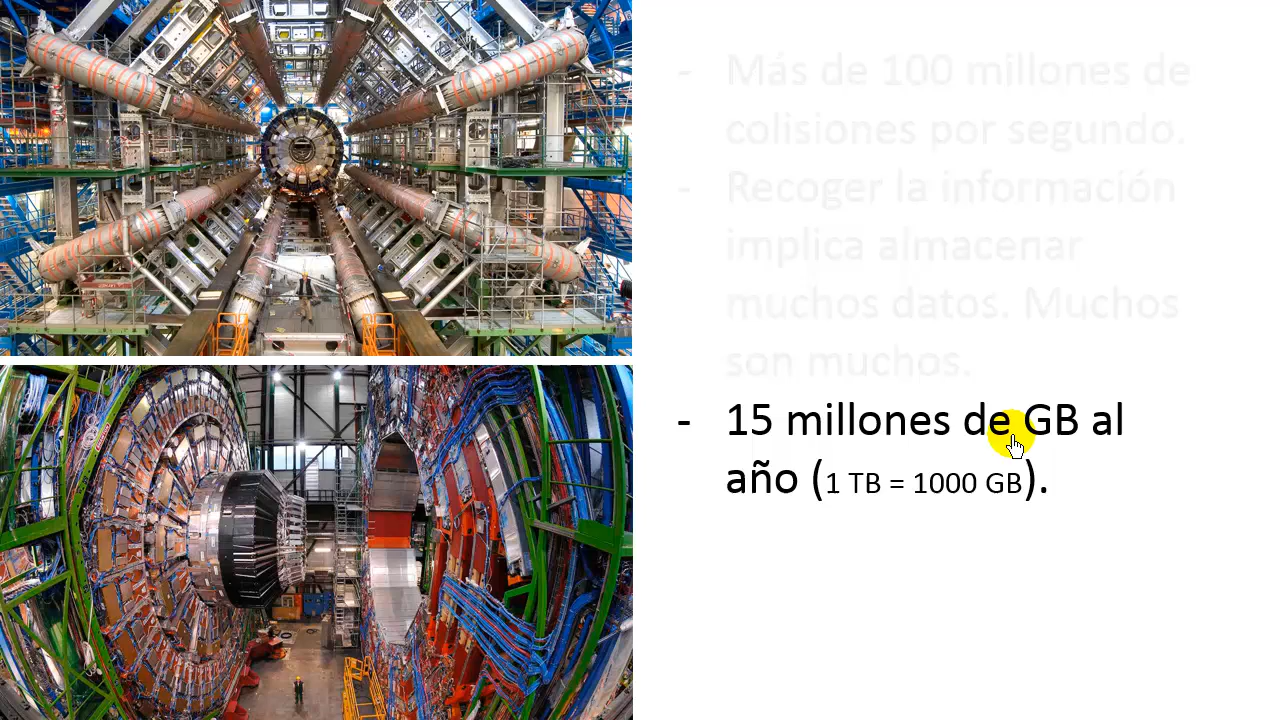 - Más de 100 millones de
colisiones por segundo.
- Recoger la información
implica almacenar
muchos datos. Muchos
son muchos.
- 15 millones de GB al
año (1 TB = 1000 GB).